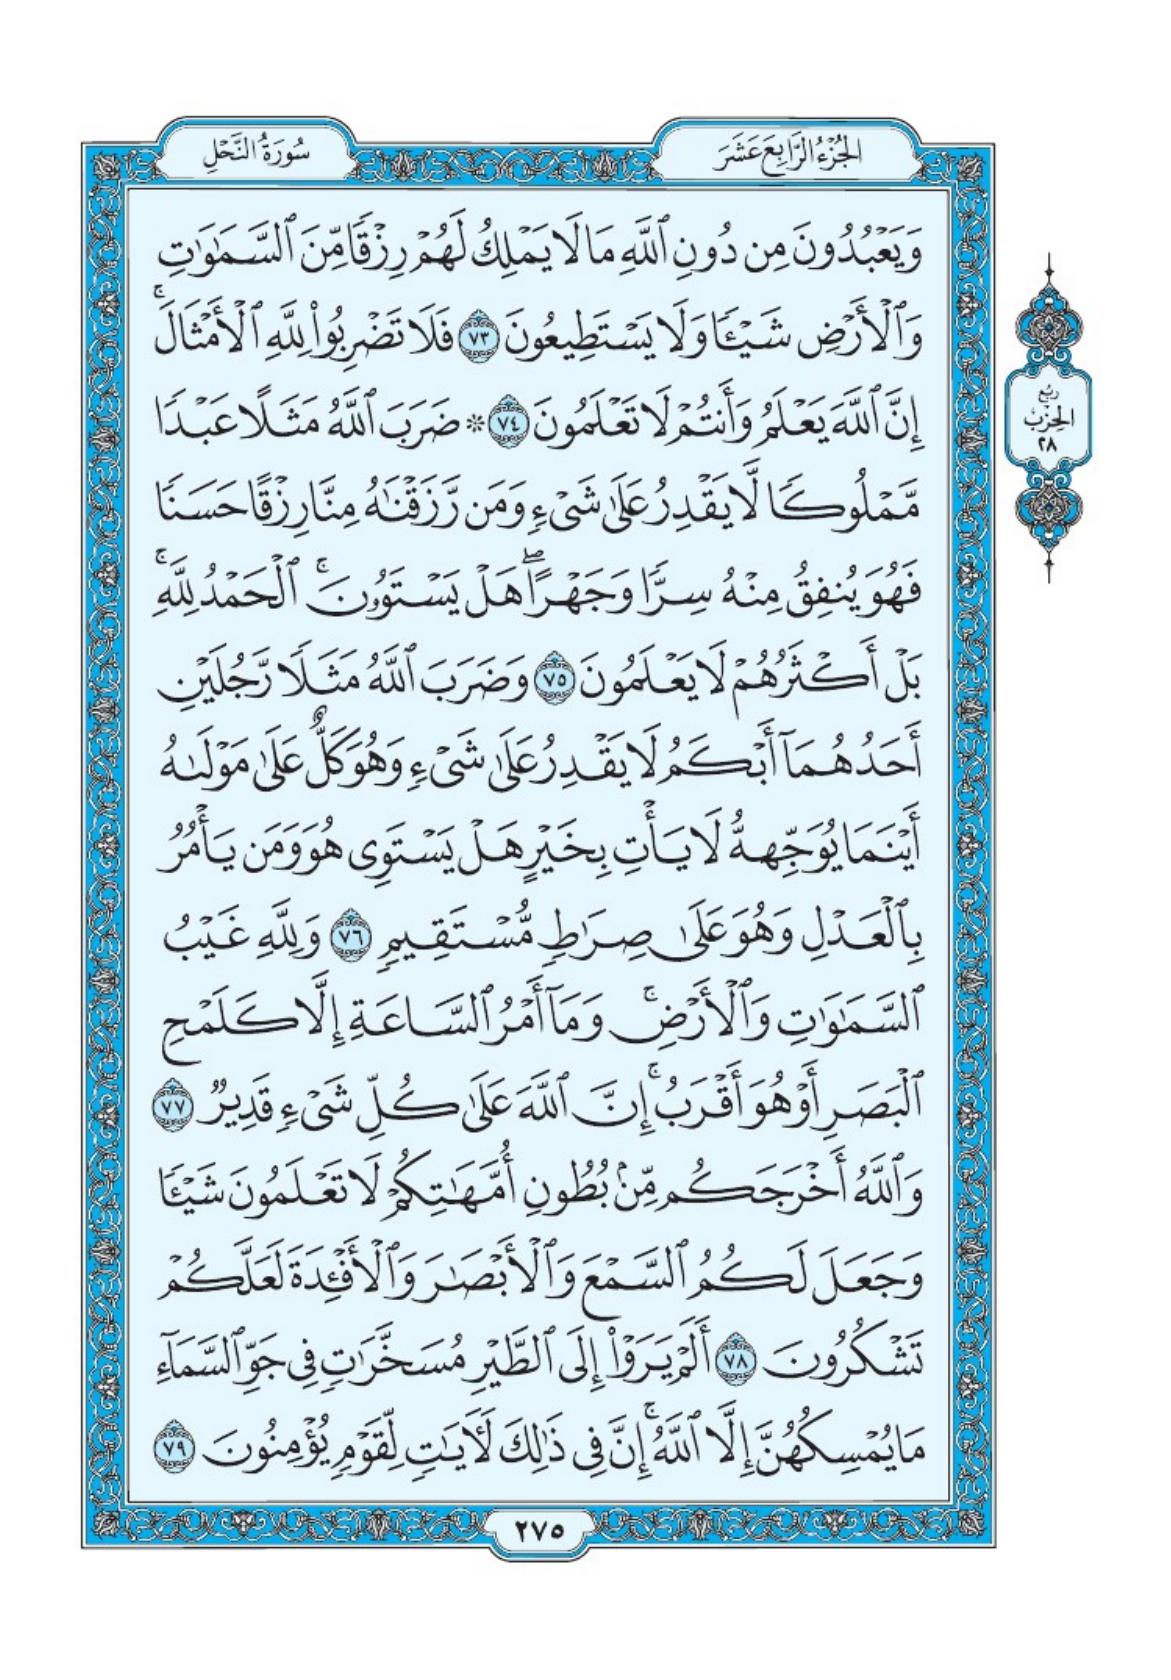 الجُزْءُ الرَّابِعَ عَشَرَ
سُورَةُ النَّحْلِ
وَيَعْبُدُونَ مِن دُونِ ٱللَّهِ مَا لَا يَمْلِكُ لَهُمْ رِزْقًا مِّنَ ٱلسَّمَٰوَٰتِ
وَٱلْأَرْضِ شَيْـًٔا وَلَا يَسْتَطِيعُونَ ٧٣ فَلَا تَضْرِبُوا۟ لِلَّهِ ٱلْأَمْثَالَ ۚ
إِنَّ ٱللَّهَ يَعْلَمُ وَأَنتُمْ لَا تَعْلَمُونَ ٧٤ * ضَرَبَ ٱللَّهُ مَثَلًا عَبْدًا
مَّمْلُوكًا لَّا يَقْدِرُ عَلَىٰ شَىْءٍ وَمَن رَّزَقْنَٰهُ مِنَّا رِزْقًا حَسَنًا
فَهُوَ يُنفِقُ مِنْهُ سِرًّا وَجَهْرًا ۖ هَلْ يَسْتَوُۥنَ ۚ ٱلْحَمْدُ لِلَّهِ ۚ
بَلْ أَكْثَرُهُمْ لَا يَعْلَمُونَ ٧٥ وَضَرَبَ ٱللَّهُ مَثَلًا رَّجُلَيْنِ
أَحَدُهُمَآ أَبْكَمُ لَا يَقْدِرُ عَلَىٰ شَىْءٍ وَهُوَ كَلٌّ عَلَىٰ مَوْلَىٰهُ
أَيْنَمَا يُوَجِّههُّ لَا يَأْتِ بِخَيْرٍ هَلْ يَسْتَوِى هُوَ وَمَن يَأْمُرُ
بِٱلْعَدْلِ وَهُوَ عَلَىٰ صِرَٰطٍ مُّسْتَقِيمٍ ٧٦ وَلِلَّهِ غَيْبُ
ٱلسَّمَٰوَٰتِ وَٱلْأَرْضِ ۚ وَمَآ أَمْرُ ٱلسَّاعَةِ إِلَّا كَلَمْحِ
ٱلْبَصَرِ أَوْ هُوَ أَقْرَبُ ۚ إِنَّ ٱللَّهَ عَلَىٰ كُلِّ شَىْءٍ قَدِيرٌ ٧٧
وَٱللَّهُ أَخْرَجَكُم مِّنۢ بُطُونِ أُمَّهَٰتِكُمْ لَا تَعْلَمُونَ شَيْـًٔا
وَجَعَلَ لَكُمُ ٱلسَّمْعَ وَٱلْأَبْصَٰرَ وَٱلْأَفْـِٔدَةَ لَعَلَّكُمْ
تَشْكُرُونَ ٧٨ أَلَمْ يَرَوْا۟ إِلَى ٱلطَّيْرِ مُسَخَّرَٰتٍ فِى جَوِّ ٱلسَّمَآءِ
مَا يُمْسِكُهُنَّ إِلَّا ٱللَّهُ ۚ إِنَّ فِى ذَٰلِكَ لَءَايَٰتٍ لِّقَوْمٍ يُؤْمِنُونَ ٧٩
٢٧٥
رُبُع
الحِزْب
٢٨